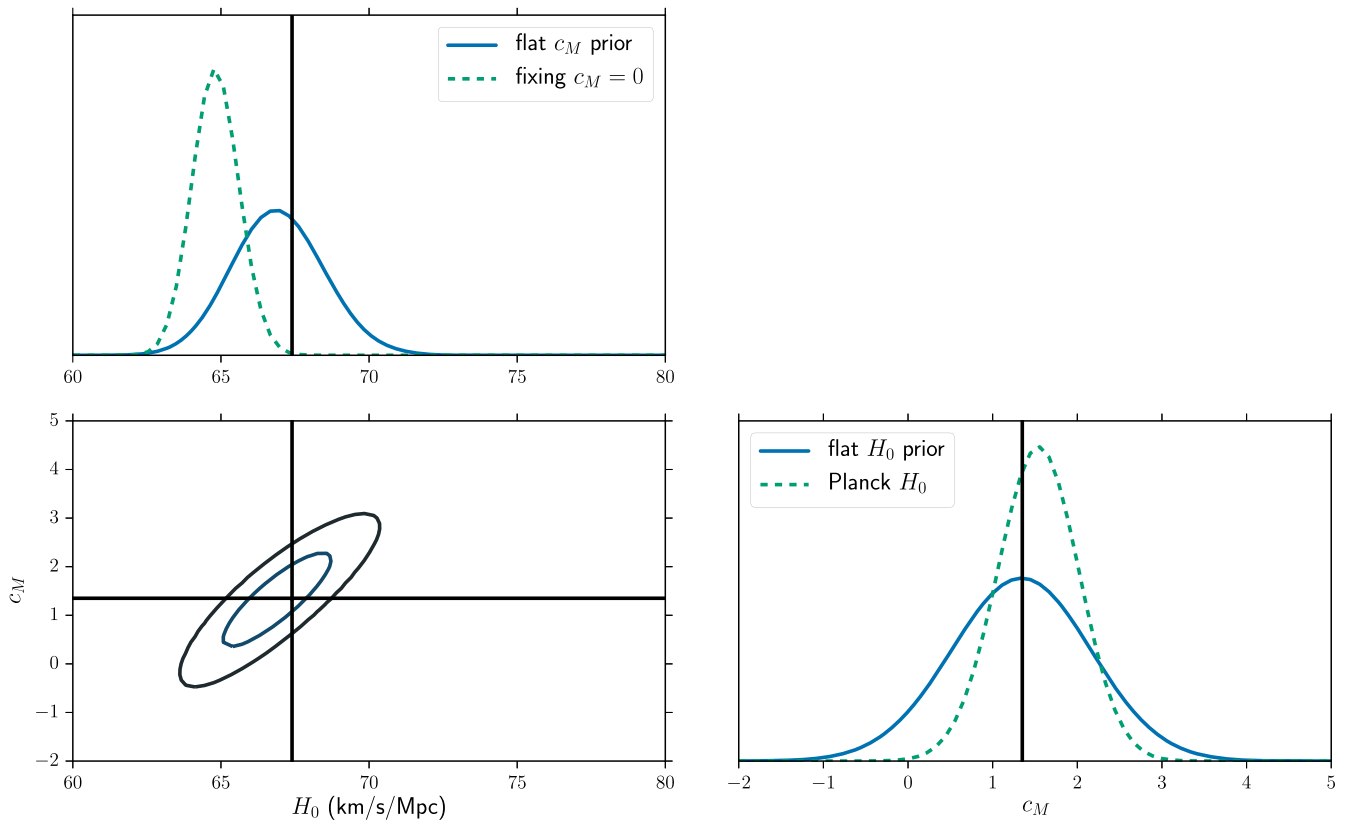 flat $c_M$ prior
fixing $c_M = 0$
60 65 70 75 80
5
4
3
2
1
0
−1
−2
$c_M$
60 65 70 75 80
$H_0$ (km/s/Mpc)
flat $H_0$ prior
Planck $H_0$
−2 −1 0 1 2 3 4 5
$c_M$